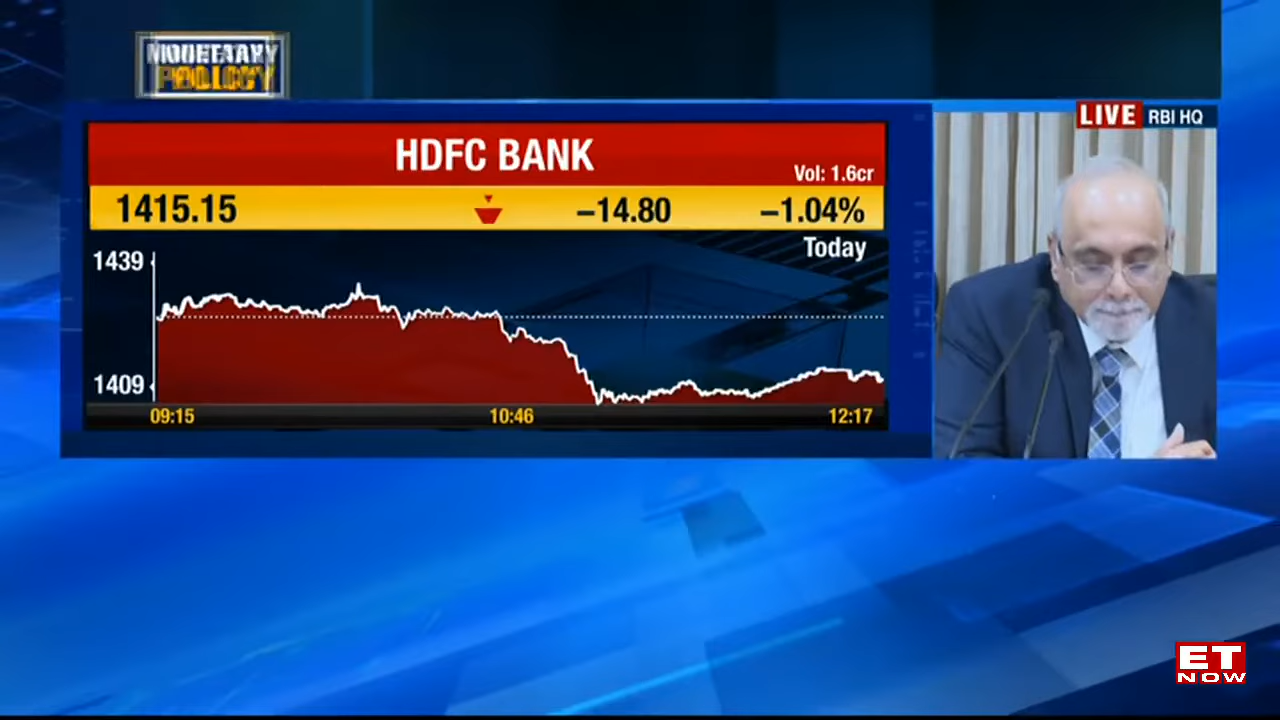 MONETARY
POLICY
LIVE RBI HQ
HDFC BANK
Vol: 1.6cr
1415.15 -14.80 -1.04%
Today
1439
1409
09:15 10:46 12:17
ET
NOW